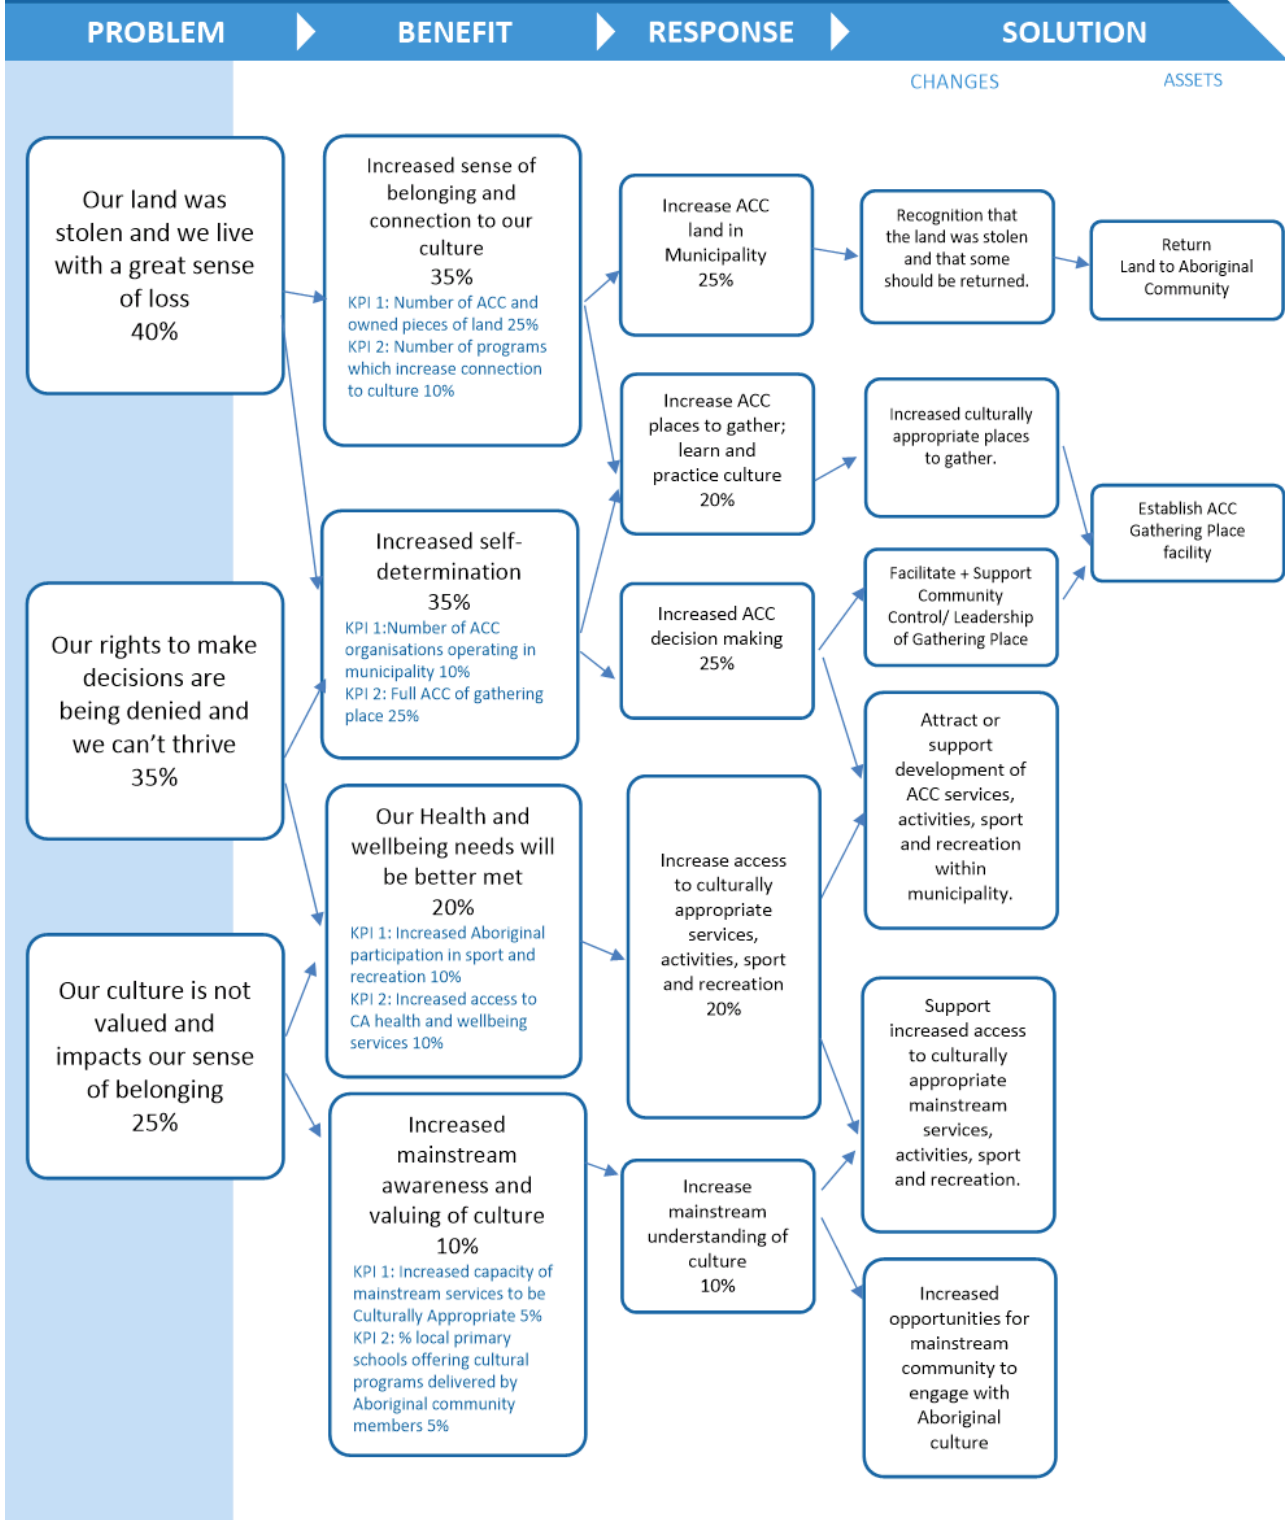 PROBLEM
BENEFIT
RESPONSE
SOLUTION
CHANGES
ASSETS
Our land was
stolen and we live
with a great sense
of loss
40%
Our rights to make
decisions are
being denied and
we can’t thrive
35%
Our culture is not
valued and
impacts our sense
of belonging
25%
Increased sense of
belonging and
connection to our
culture
35%
KPI 1: Number of ACC and
owned pieces of land 25%
KPI 2: Number of programs
which increase connection
to culture 10%
Increased self-
determination
35%
KPI 1:Number of ACC
organisations operating in
municipality 10%
KPI 2: Full ACC of gathering
place 25%
Our Health and
wellbeing needs will
be better met
20%
KPI 1: Increased Aboriginal
participation in sport and
recreation 10%
KPI 2: Increased access to
CA health and wellbeing
services 10%
Increased
mainstream
awareness and
valuing of culture
10%
KPI 1: Increased capacity of
mainstream services to be
Culturally Appropriate 5%
KPI 2: % local primary
schools offering cultural
programs delivered by
Aboriginal community
members 5%
Increase ACC
land in
Municipality
25%
Increase ACC
places to gather;
learn and
practice culture
20%
Increased ACC
decision making
25%
Increase access
to culturally
appropriate
services,
activities, sport
and recreation
20%
Increase
mainstream
understanding of
culture
10%
Recognition that
the land was stolen
and that some
should be returned.
Increased culturally
appropriate places
to gather.
Facilitate + Support
Community
Control/ Leadership
of Gathering Place
Attract or
support
development of
ACC services,
activities, sport
and recreation
within
municipality.
Support
increased access
to culturally
appropriate
mainstream
services,
activities, sport
and recreation.
Increased
opportunities for
mainstream
community to
engage with
Aboriginal
culture
Return
Land to Aboriginal
Community
Establish ACC
Gathering Place
facility